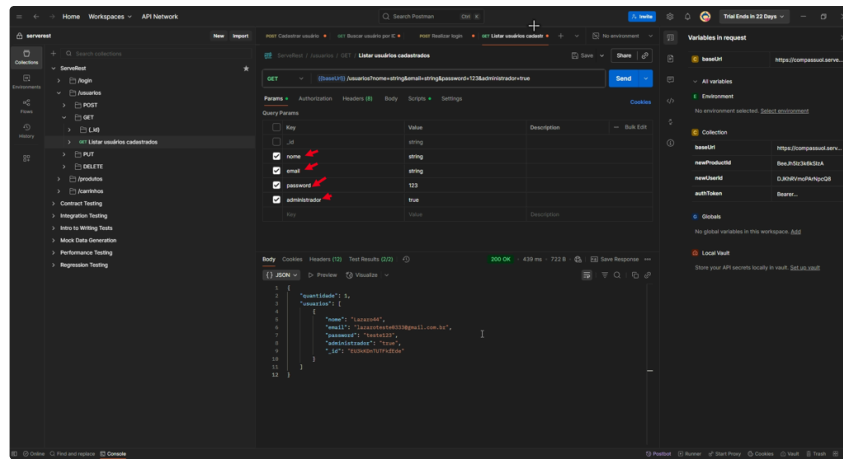 Home Workspaces API Network
Search Postman Ctrl K
Invite
Trial Ends in 22 Days
serverest
New Import
POST Cadastrar usuário
GET Buscar usuário por ID
POST Realizar login
GET Listar usuários cadastr
No environment
Variables in request
Collections
Search collections
ServeRest / /usuarios / GET / Listar usuários cadastrados
Save
Share
baseUrl https://compassuol.serve...
ServeRest
Environments
/login
GET {{baseUrl}} /usuarios?nome=string&email=string&password=123&administrador=true
Send
All variables
/usuarios
Environment
Flows
POST
Params Authorization Headers (8) Body Scripts Settings
Cookies
No environment selected. Select environment
GET
Query Params
History
{_id}
Key Value Description Bulk Edit
Collection
GET Listar usuários cadastrados
_id string
baseUrl https://compassuol.serv...
PUT
nome string
DELETE
email string
newUserId
/produtos
password 123
authToken Bearer...
/carrinhos
administrador true
Contract Testing
Key Value Description
Globals
Integration Testing
No global variables in this workspace. Add
Intro to Writing Tests
Mock Data Generation
Local Vault
Performance Testing
Body Cookies Headers (12) Test Results (2/2)
200 OK 439 ms 722 B
Save Response
Regression Testing
Store your API secrets locally in vault. Set up vault
{} JSON Preview Visualize
1 {
2 "quantidade": 1,
3 "usuarios": [
4 {
5 "nome": "Lazaro44",
6 "email": "lazaroteste6233@gmail.com.br",
7 "password": "teste123",
8 "administrador": "true",
9
10 }
11 ]
12 }
Online Find and replace Console
Postbot Runner Start Proxy Cookies Vault Trash